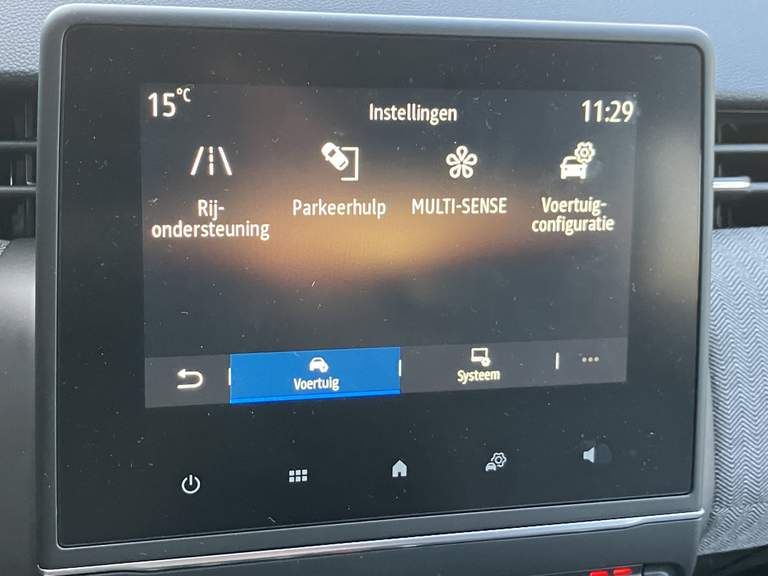 15°C
Instellingen
11:29
Rij-
ondersteuning
Parkeerhulp
MULTI-SENSE
Voertuig-
configuratie
Voertuig
Systeem